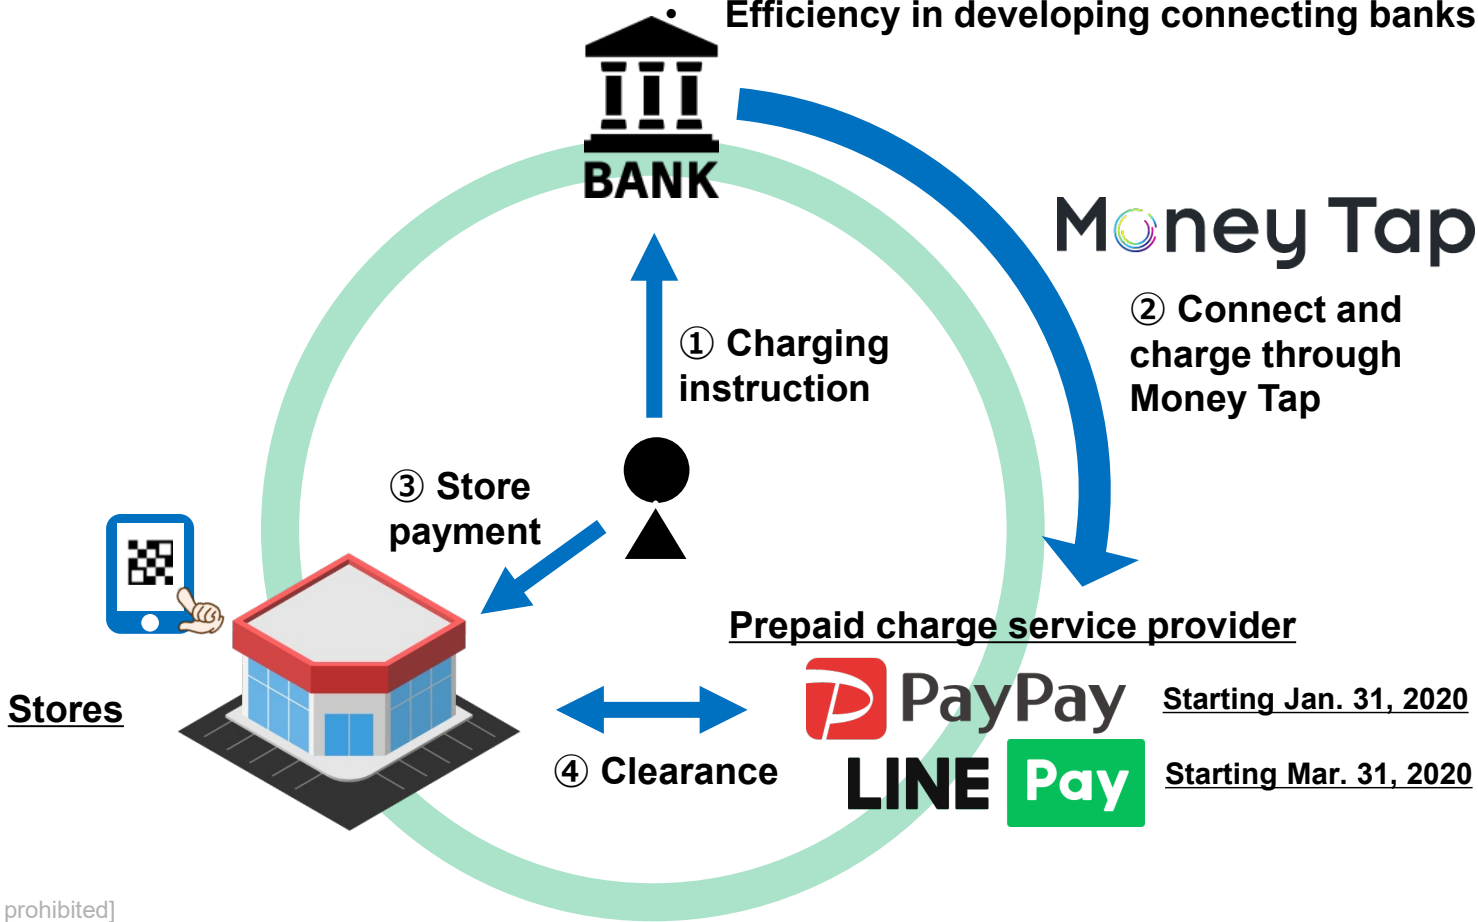 • Efficiency in developing connecting banks
BANK
Money Tap
② Connect and
charge through
Money Tap
① Charging
instruction
③ Store
payment
Prepaid charge service provider
PayPay Starting Jan. 31, 2020
Stores
④ Clearance
LINE Pay Starting Mar. 31, 2020
prohibited]